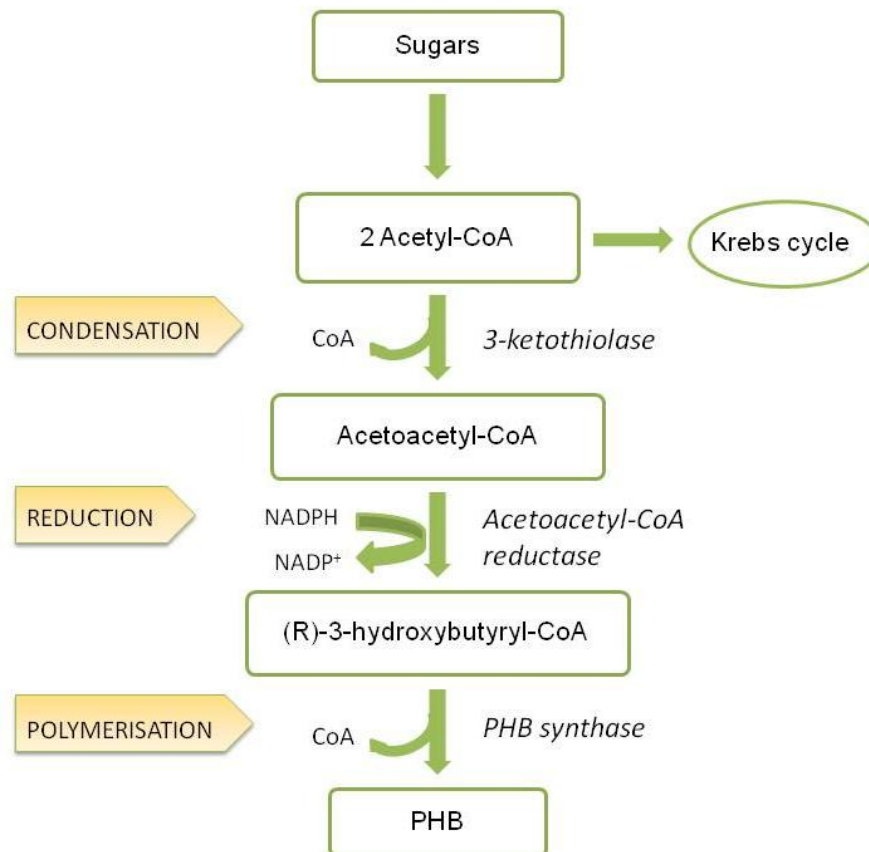 Sugars
2 Acetyl-CoA
Krebs cycle
CONDENSATION
CoA
3-ketothiolase
Acetoacetyl-CoA
REDUCTION
NADPH
NADP⁺
Acetoacetyl-CoA
reductase
(R)-3-hydroxybutyryl-CoA
POLYMERISATION
CoA
PHB synthase
PHB